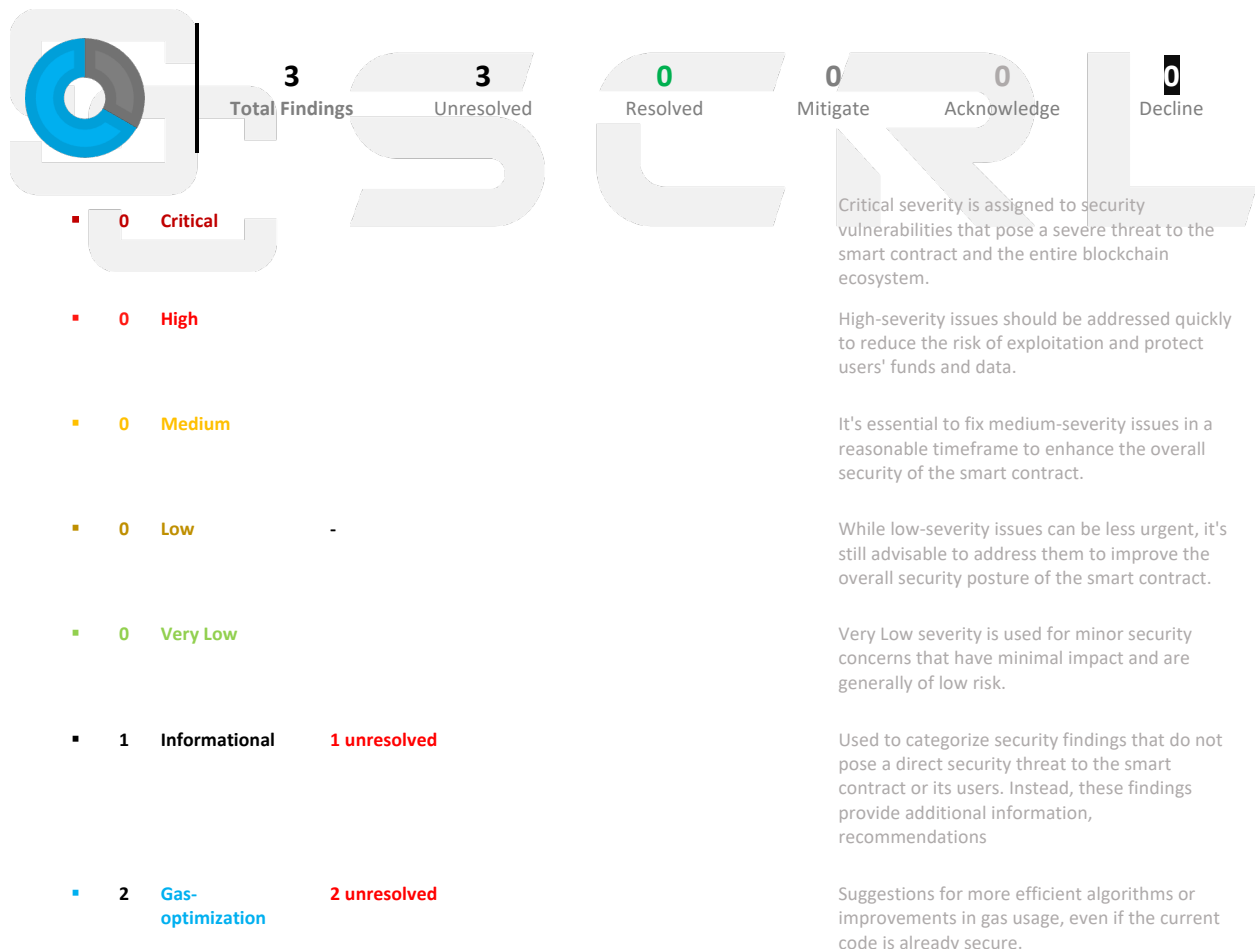 SCRL
3 3 0 0 0 0
Total Findings Unresolved Resolved Mitigate Acknowledge Decline
0 Critical
Critical severity is assigned to security
vulnerabilities that pose a severe threat to the
smart contract and the entire blockchain
ecosystem.
0 High
High-severity issues should be addressed quickly
to reduce the risk of exploitation and protect
users' funds and data.
0 Medium
It's essential to fix medium-severity issues in a
reasonable timeframe to enhance the overall
security of the smart contract.
0 Low -
While low-severity issues can be less urgent, it's
still advisable to address them to improve the
overall security posture of the smart contract.
0 Very Low
Very Low severity is used for minor security
concerns that have minimal impact and are
generally of low risk.
1 Informational 1 unresolved
Used to categorize security findings that do not
pose a direct security threat to the smart
contract or its users. Instead, these findings
provide additional information,
recommendations
2 Gas-
optimization
2 unresolved
Suggestions for more efficient algorithms or
improvements in gas usage, even if the current
code is already secure.